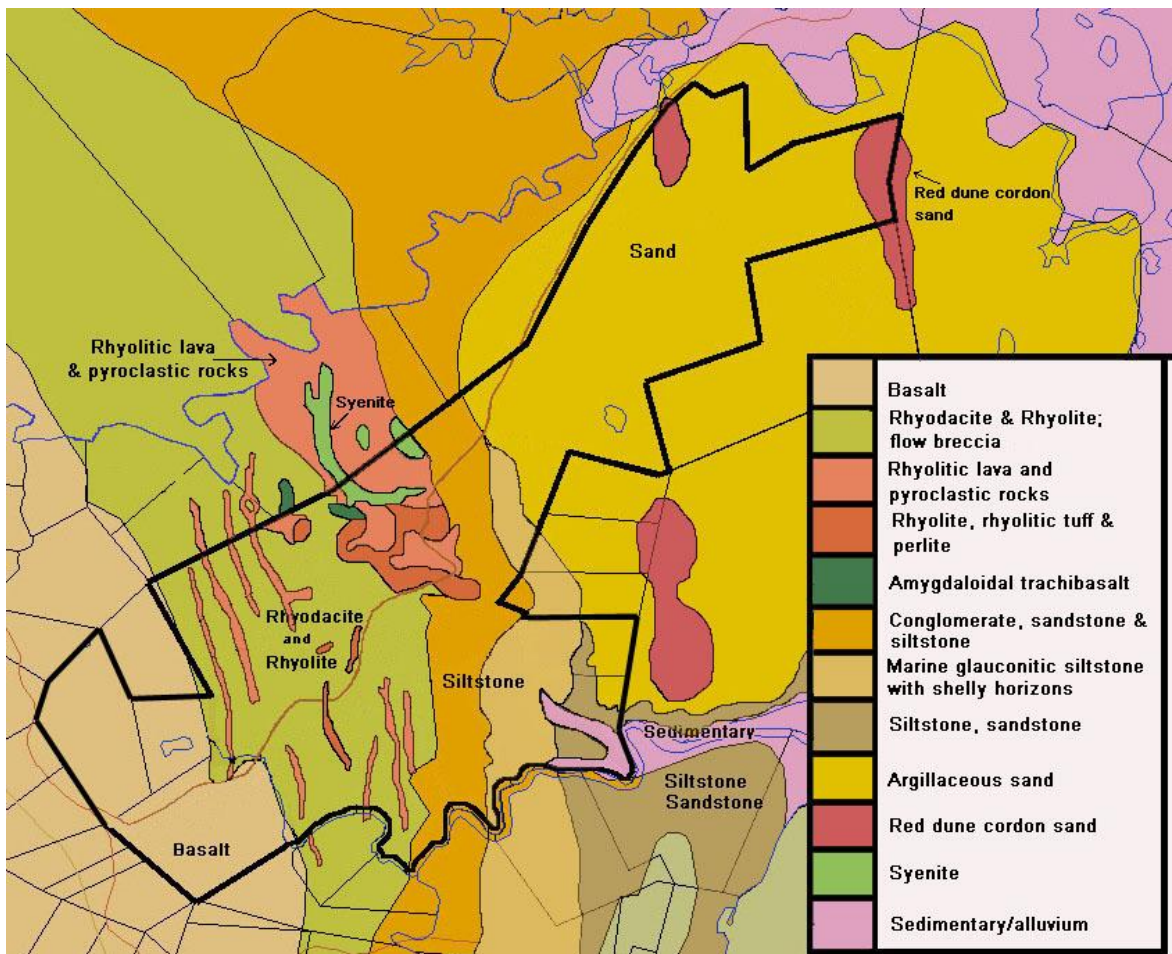 Red dune cordon
sand
Sand
Rhyolitic lava
& pyroclastic rocks
Syenite
Rhyodacite
and
Rhyolite
Siltstone
Sedimentary
Siltstone
Sandstone
Basalt
Basalt
Rhyodacite & Rhyolite;
flow breccia
Rhyolitic lava and
pyroclastic rocks
Rhyolite, rhyolitic tuff &
perlite
Amygdaloidal trachibasalt
Conglomerate, sandstone &
siltstone
Marine glauconitic siltstone
with shelly horizons
Siltstone, sandstone
Argillaceous sand
Red dune cordon sand
Syenite
Sedimentary/alluvium